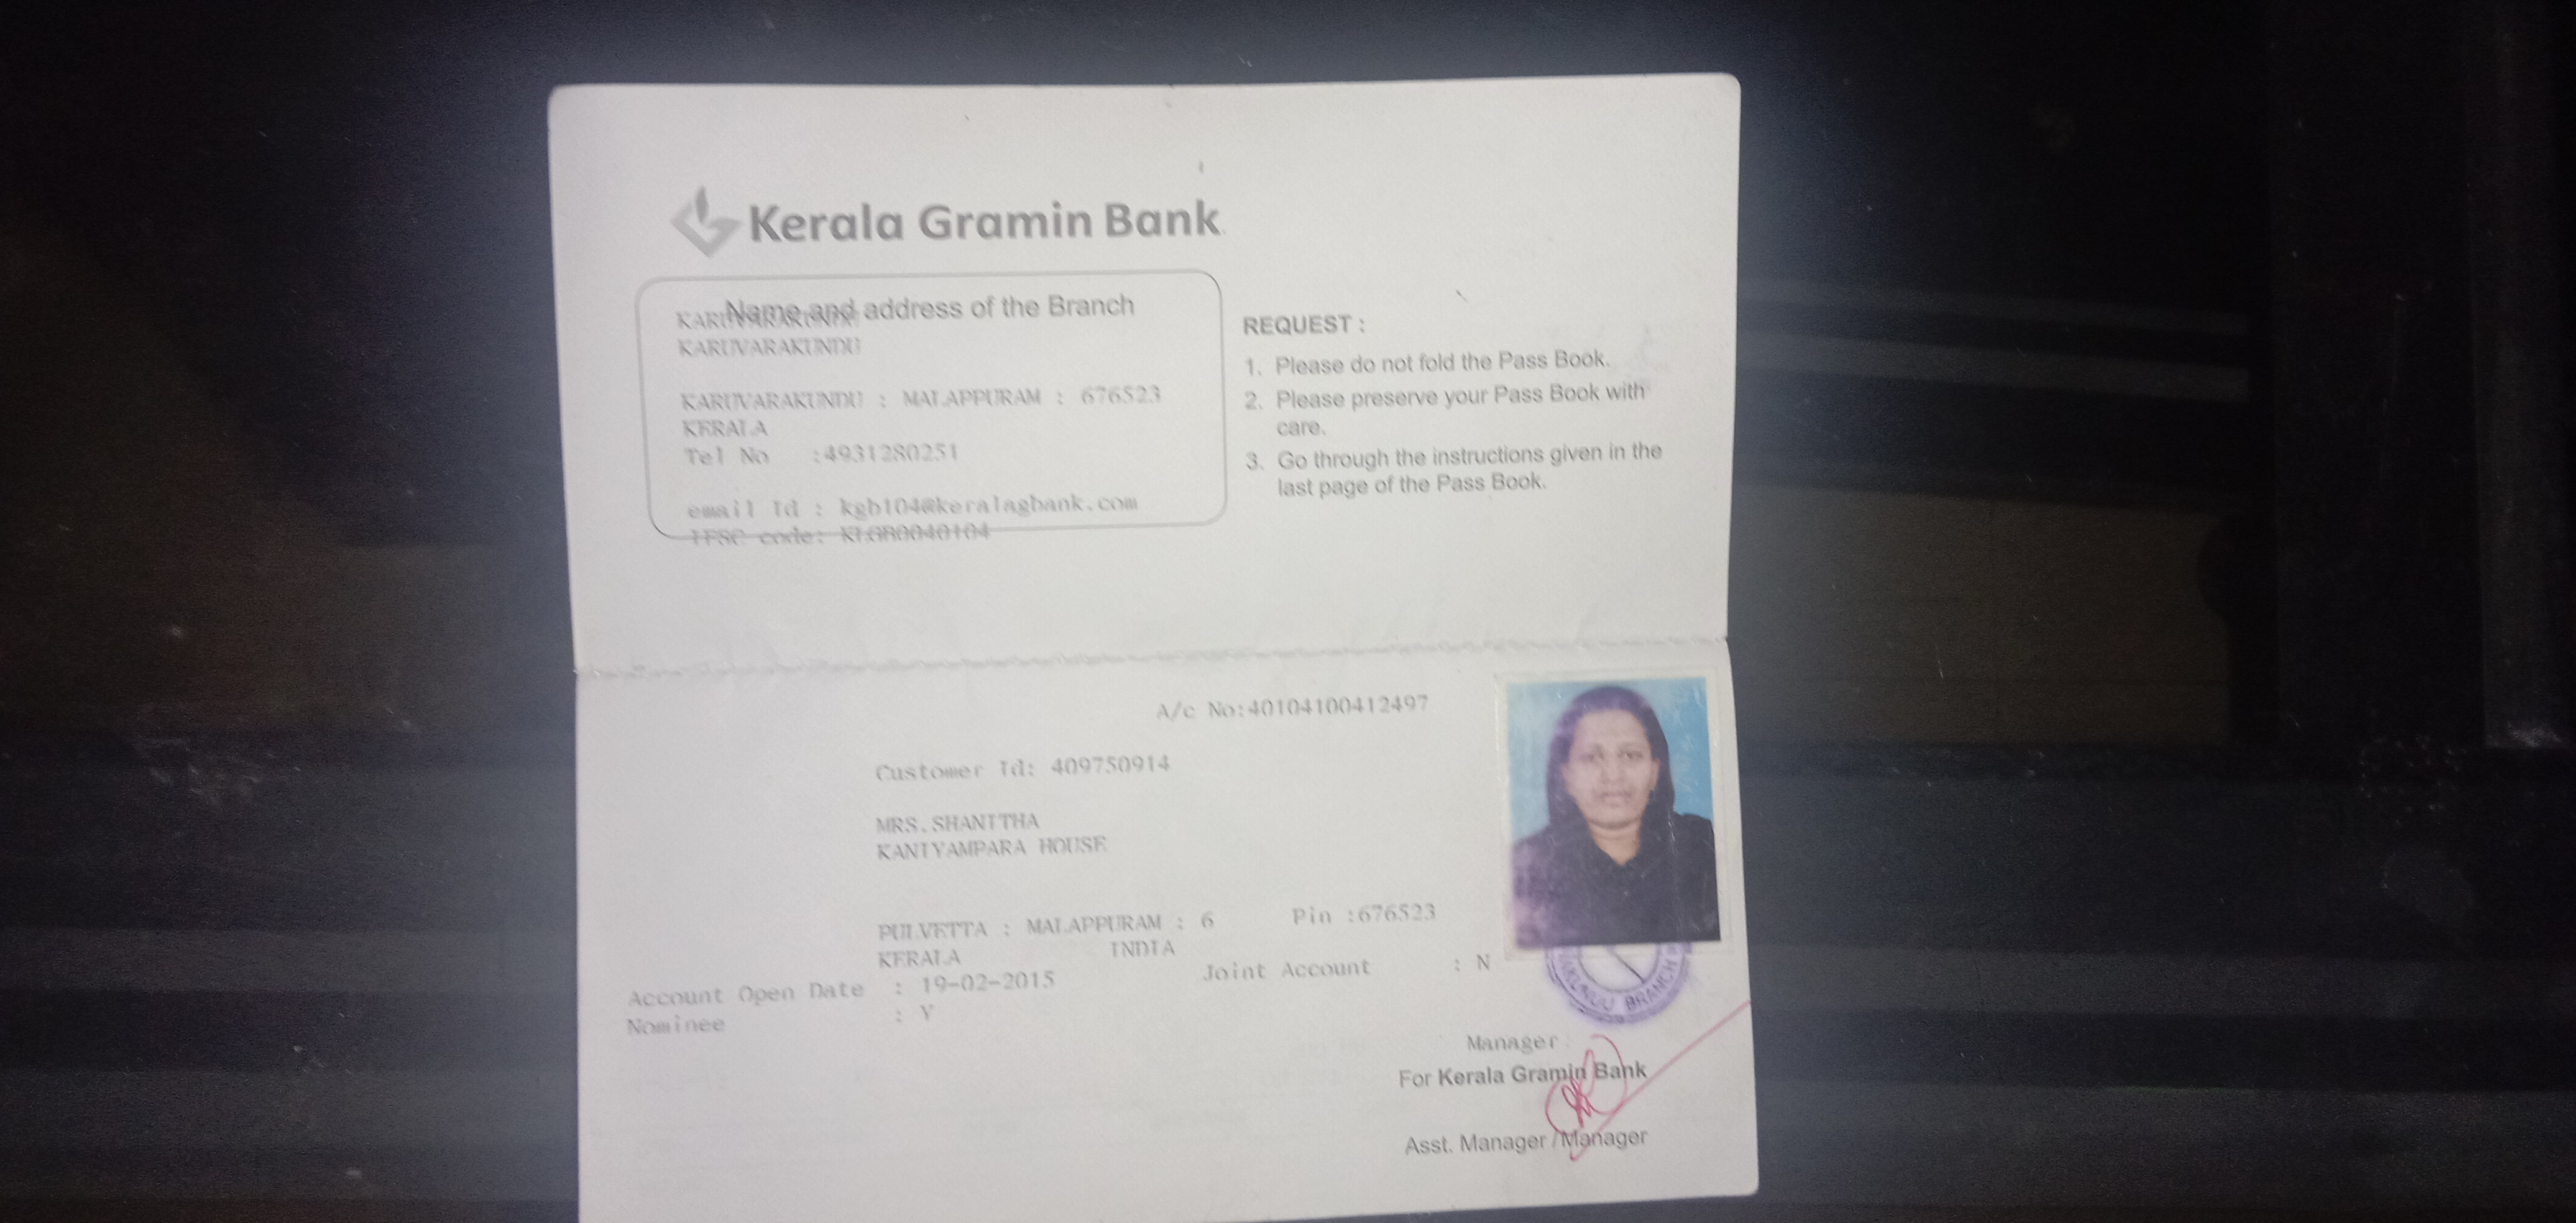 Kerala Gramin Bank
Name and address of the Branch
KARUVARAKUNDU
KARUVARAKUNDU
KARUVARAKUNDU : MALAPPURAM : 676523
KERALA
Tel No :4931280251
email Id : kgb104@keralagbank.com
IFSC code: KLGB0040104
REQUEST :
1. Please do not fold the Pass Book.
2. Please preserve your Pass Book with
care.
3. Go through the instructions given in the
last page of the Pass Book.
A/c No:40104100412497
Customer Id: 409750914
MRS.SHANITHA
KANIYAMPARA HOUSE
PULVETTA : MALAPPURAM : 6 Pin :676523
KERALA INDIA
Account Open Date : 19-02-2015 Joint Account : N
Nominee : Y
BRANCH
Manager
For Kerala Gramin Bank
Asst. Manager / Manager